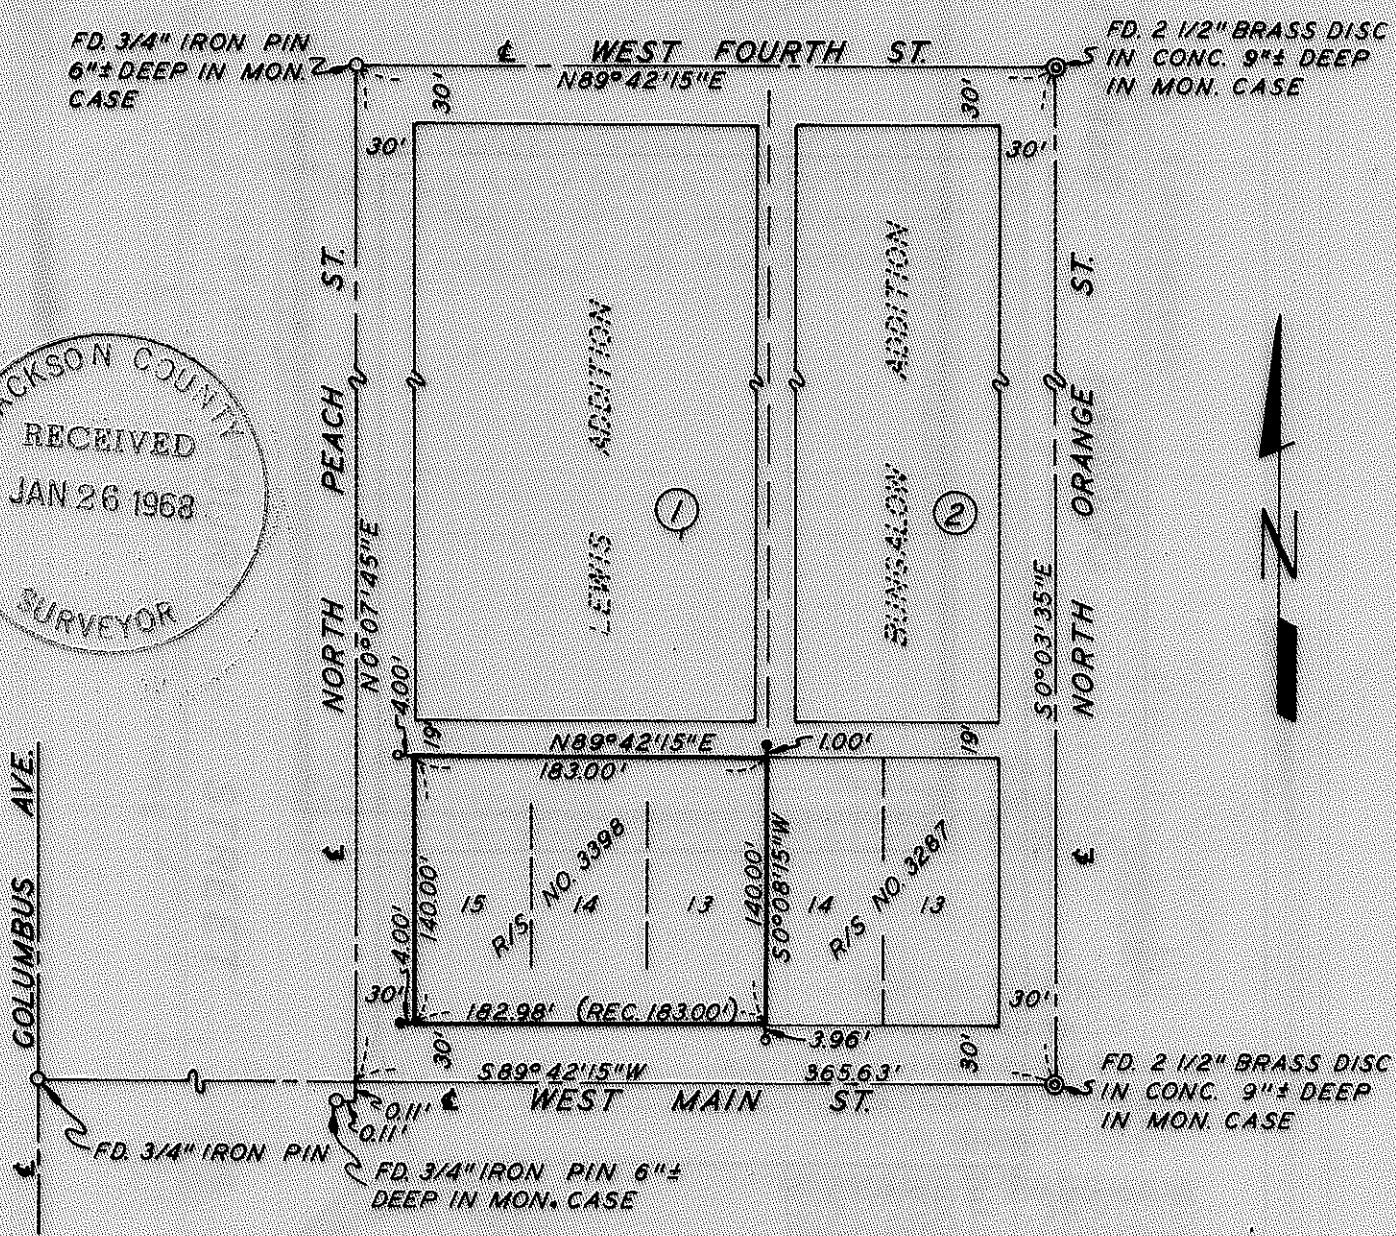 FD. 3/4" IRON PIN
6"± DEEP IN MON.
CASE
℄ WEST FOURTH ST.
N89°42'15"E
FD. 2 1/2" BRASS DISC
IN CONC. 9"± DEEP
IN MON. CASE
30'
30'
30'
30'
NORTH PEACH ST.
N0°07'45"E
℄
LEWIS ADDITION
1
BUNGALOW ADDITION
2
NORTH ORANGE ST.
S0°03'35"E
℄
JACKSON COUNTY
RECEIVED
JAN 26 1968
SURVEYOR
N
4.00'
19'
N89°42'15"E
183.00'
1.00'
19'
COLUMBUS AVE.
℄
140.00'
4.00'
15
14
13
R/S NO. 3398
140.00'
S0°08'15"W
14
13
R/S NO. 3287
30'
182.98' (REC. 183.00')
30'
30'
3.96'
30'
S89°42'15"W
365.63'
℄ WEST MAIN ST.
0.11'
0.11'
FD. 3/4" IRON PIN
FD. 3/4" IRON PIN 6"±
DEEP IN MON. CASE
FD. 2 1/2" BRASS DISC
IN CONC. 9"± DEEP
IN MON. CASE